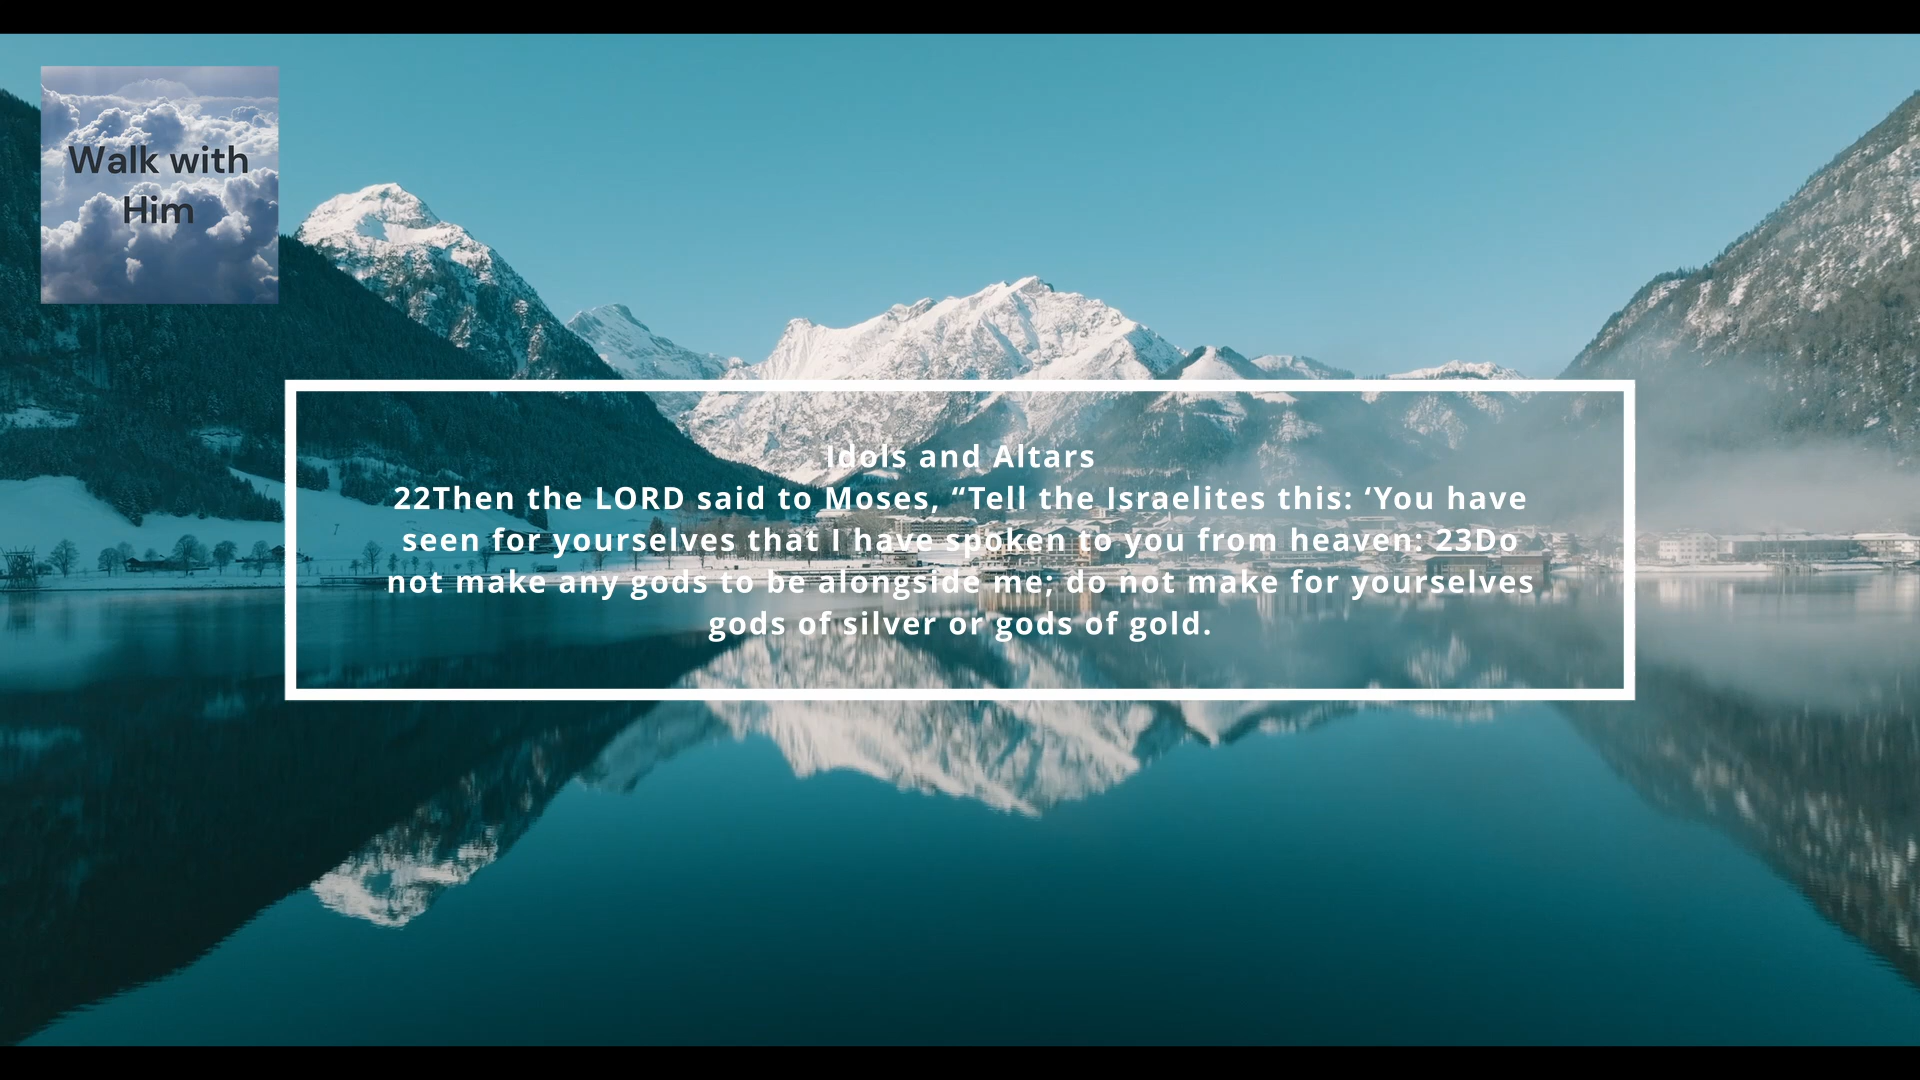 Walk with
Him
Idols and Altars
22Then the LORD said to Moses, “Tell the Israelites this: ‘You have
seen for yourselves that I have spoken to you from heaven: 23Do
not make any gods to be alongside me; do not make for yourselves
gods of silver or gods of gold.